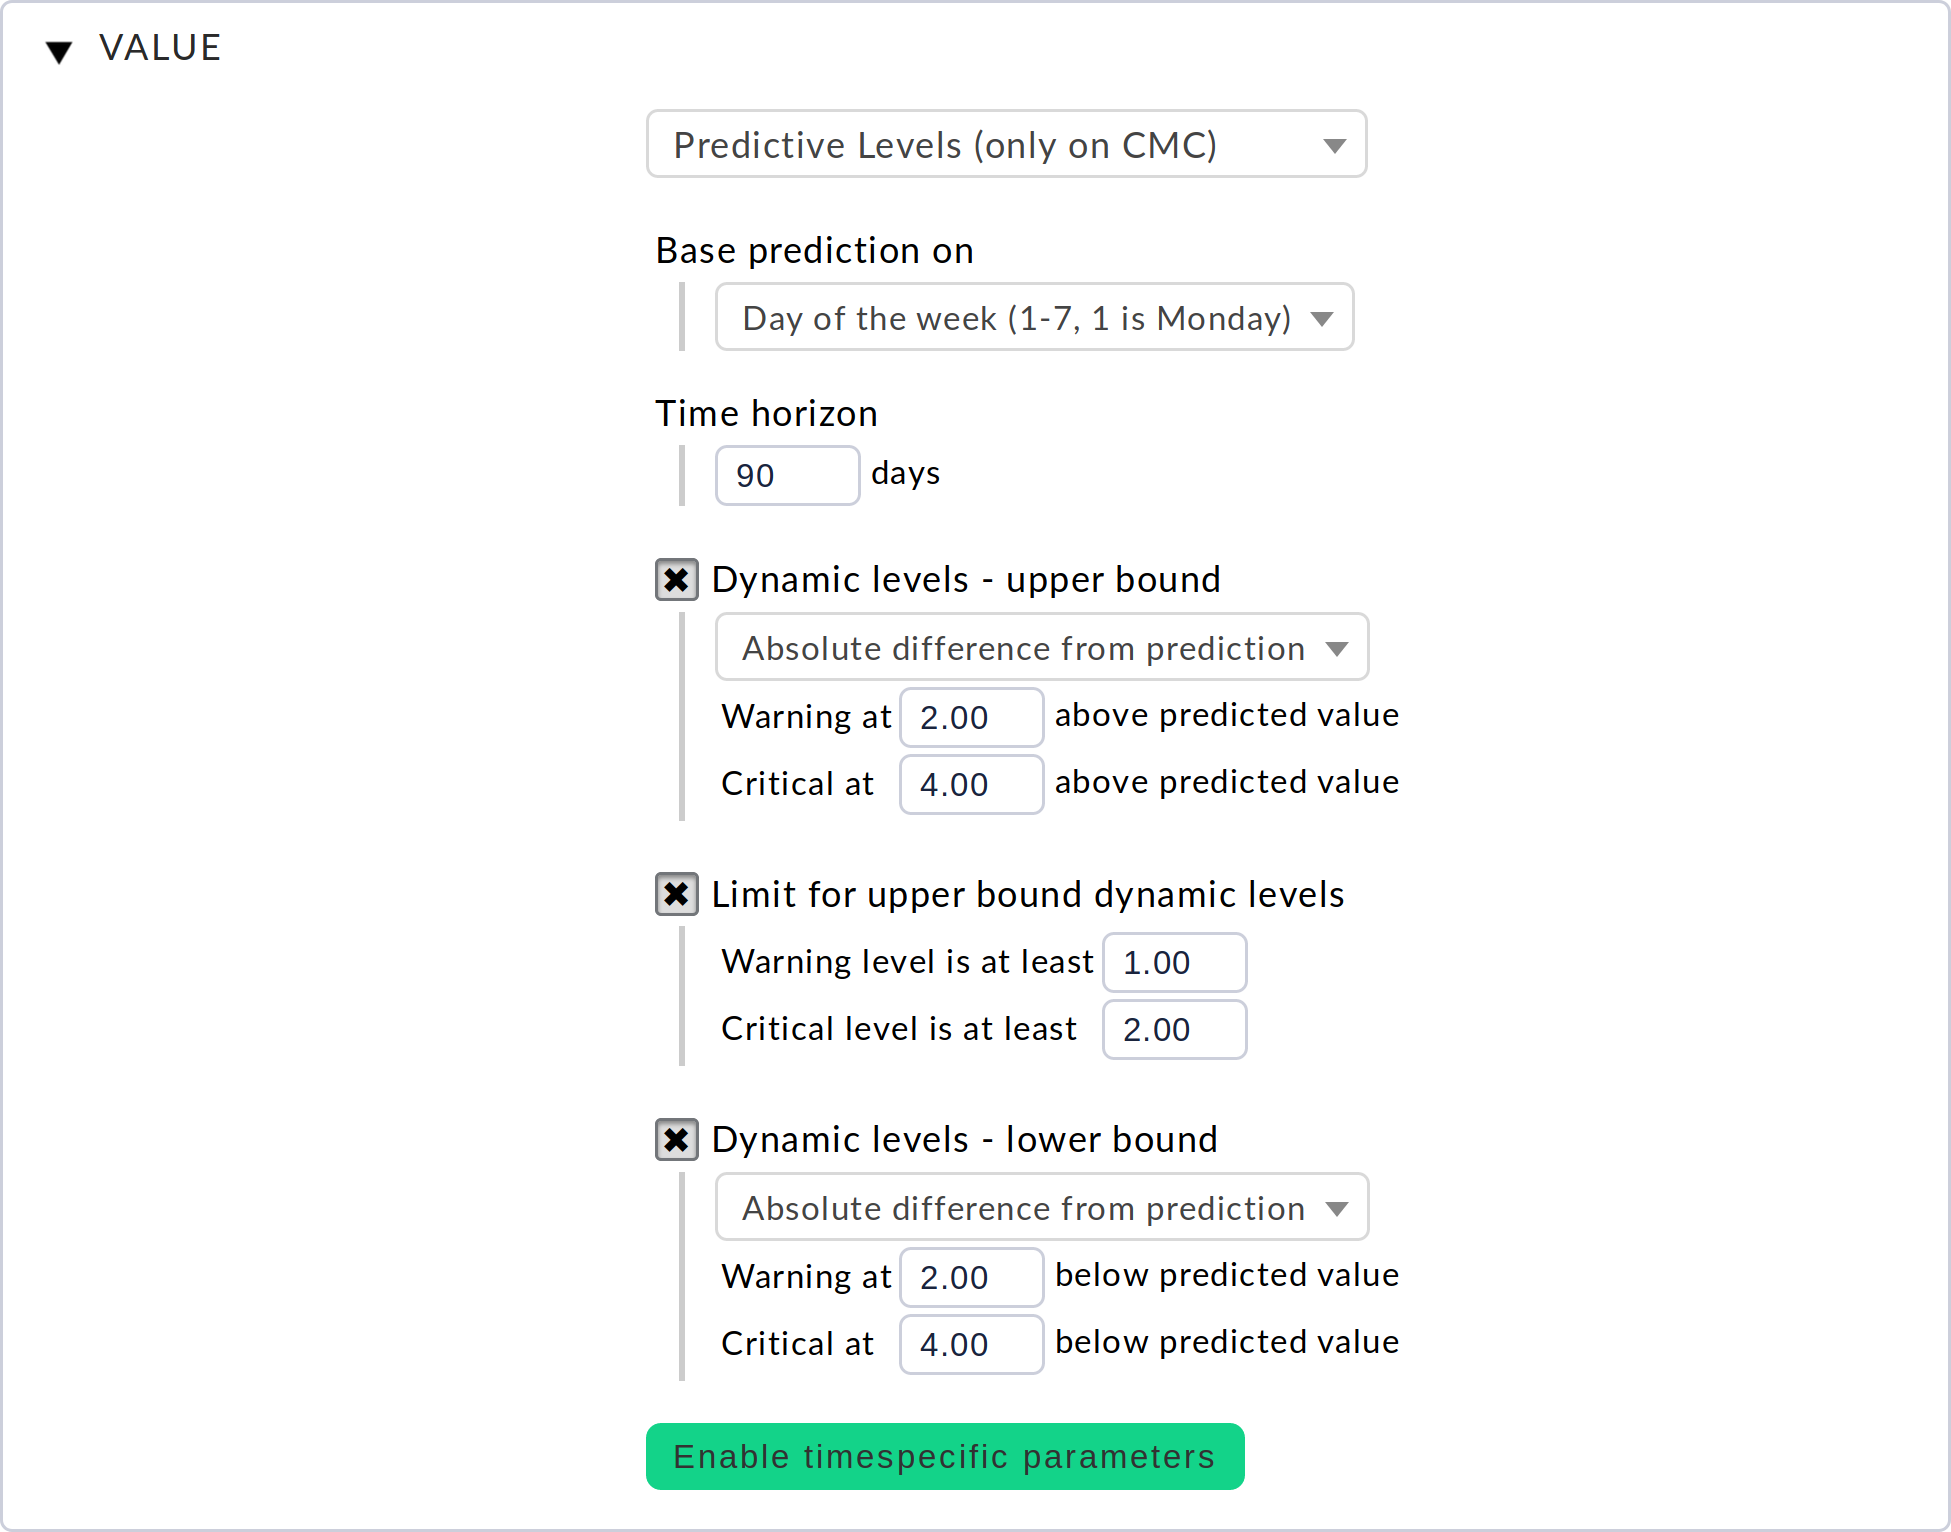 VALUE
Predictive Levels (only on CMC)
Base prediction on
Day of the week (1-7, 1 is Monday)
Time horizon
90 days
Dynamic levels - upper bound
Absolute difference from prediction
Warning at 2.00 above predicted value
Critical at 4.00 above predicted value
Limit for upper bound dynamic levels
Warning level is at least 1.00
Critical level is at least 2.00
Dynamic levels - lower bound
Absolute difference from prediction
Warning at 2.00 below predicted value
Critical at 4.00 below predicted value
Enable timespecific parameters